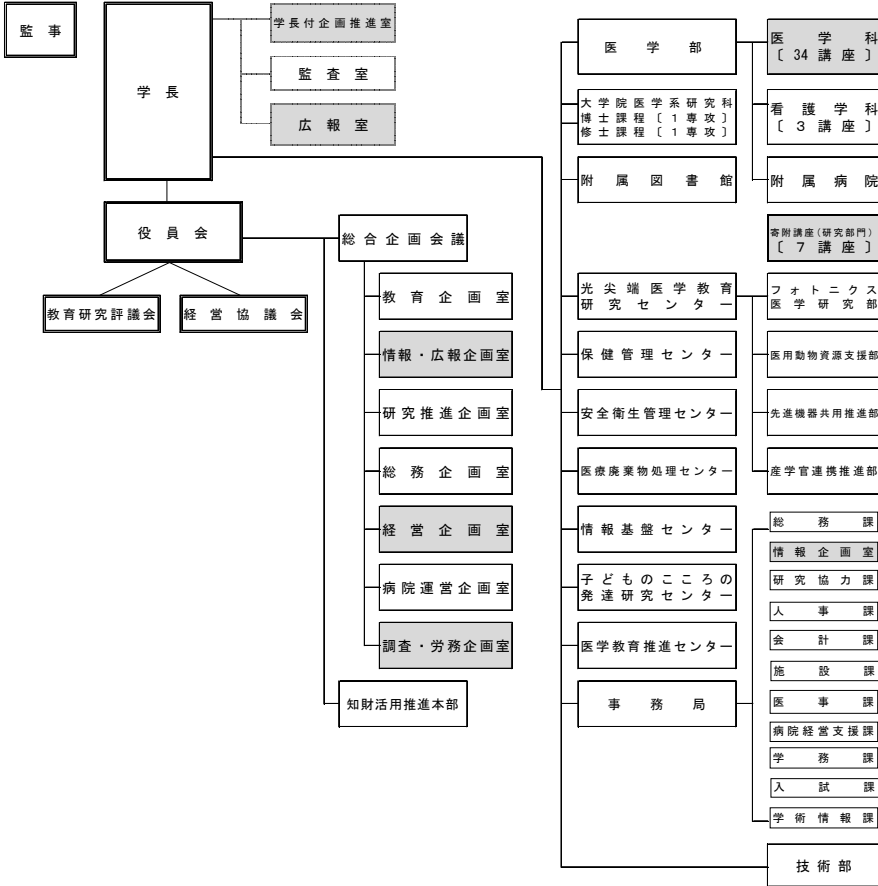 監事
学長
学長付企画推進室
監査室
広報室
役員会
教育研究評議会
経営協議会
総合企画会議
教育企画室
情報・広報企画室
研究推進企画室
総務企画室
経営企画室
病院運営企画室
調査・労務企画室
知財活用推進本部
医学部
大学院医学系研究科
博士課程〔1専攻〕
修士課程〔1専攻〕
附属図書館
光尖端医学教育
研究センター
保健管理センター
安全衛生管理センター
医療廃棄物処理センター
情報基盤センター
子どものこころの
発達研究センター
医学教育推進センター
事務局
医学科
〔34講座〕
看護学科
〔3講座〕
附属病院
寄附講座(研究部門)
〔7講座〕
フォトニクス
医学研究部
医用動物資源支援部
先進機器共用推進部
産学官連携推進部
総務課
情報企画室
研究協力課
人事課
会計課
施設課
医事課
病院経営支援課
学務課
入試課
学術情報課
技術部